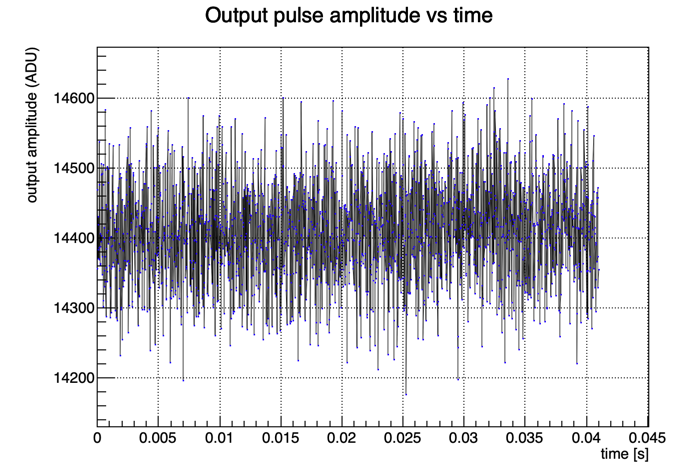 Output pulse amplitude vs time
output amplitude (ADU)
14600
14500
14400
14300
14200
0 0.005 0.01 0.015 0.02 0.025 0.03 0.035 0.04 0.045
time [s]